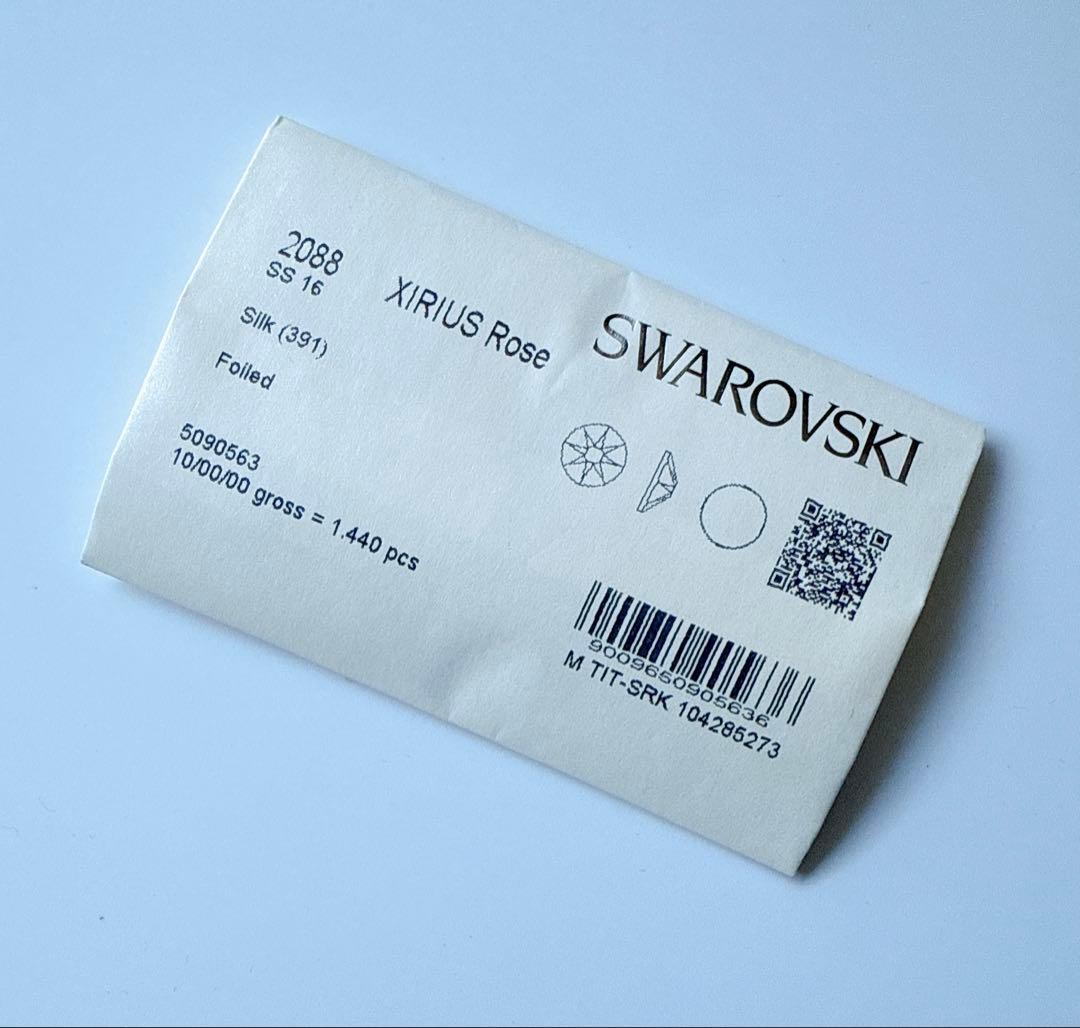 2088
SS 16
XIRIUS Rose
SWAROVSKI
Silk (391)
Foiled
5090563
10/00/00 gross = 1.440 pcs
9009650905636
M TIT-SRK 104285273